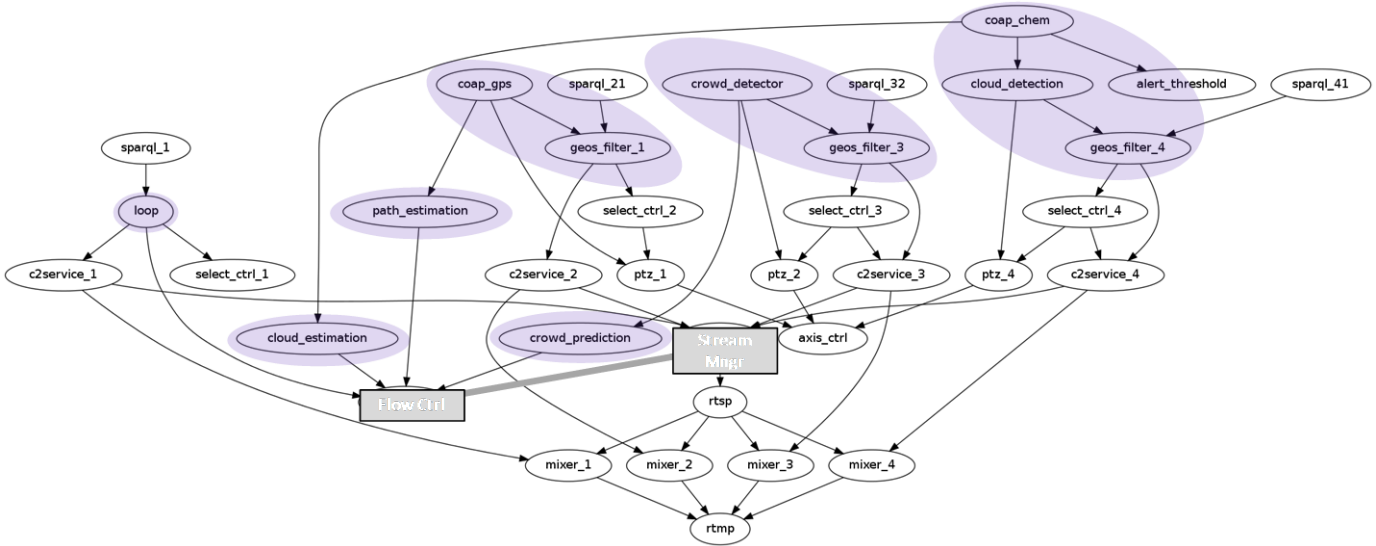 coap_chem
coap_gps
sparql_21
crowd_detector
sparql_32
cloud_detection
alert_threshold
sparql_41
sparql_1
geos_filter_1
geos_filter_3
geos_filter_4
loop
path_estimation
select_ctrl_2
select_ctrl_3
select_ctrl_4
c2service_1
select_ctrl_1
c2service_2
ptz_1
ptz_2
c2service_3
ptz_4
c2service_4
cloud_estimation
crowd_prediction
Stream
Mngr
axis_ctrl
Flow Ctrl
rtsp
mixer_1
mixer_2
mixer_3
mixer_4
rtmp